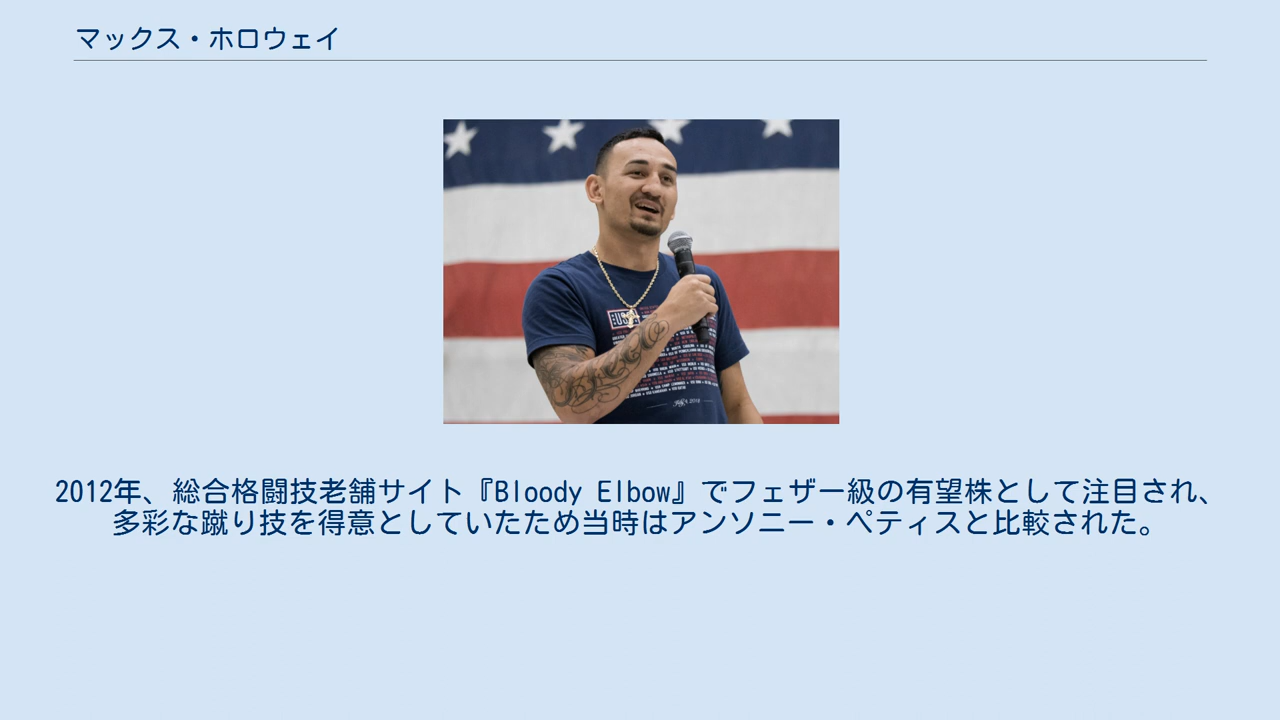 マックス・ホロウェイ
2012年、総合格闘技老舗サイト『Bloody Elbow』でフェザー級の有望株として注目され、
多彩な蹴り技を得意としていたため当時はアンソニー・ペティスと比較された。